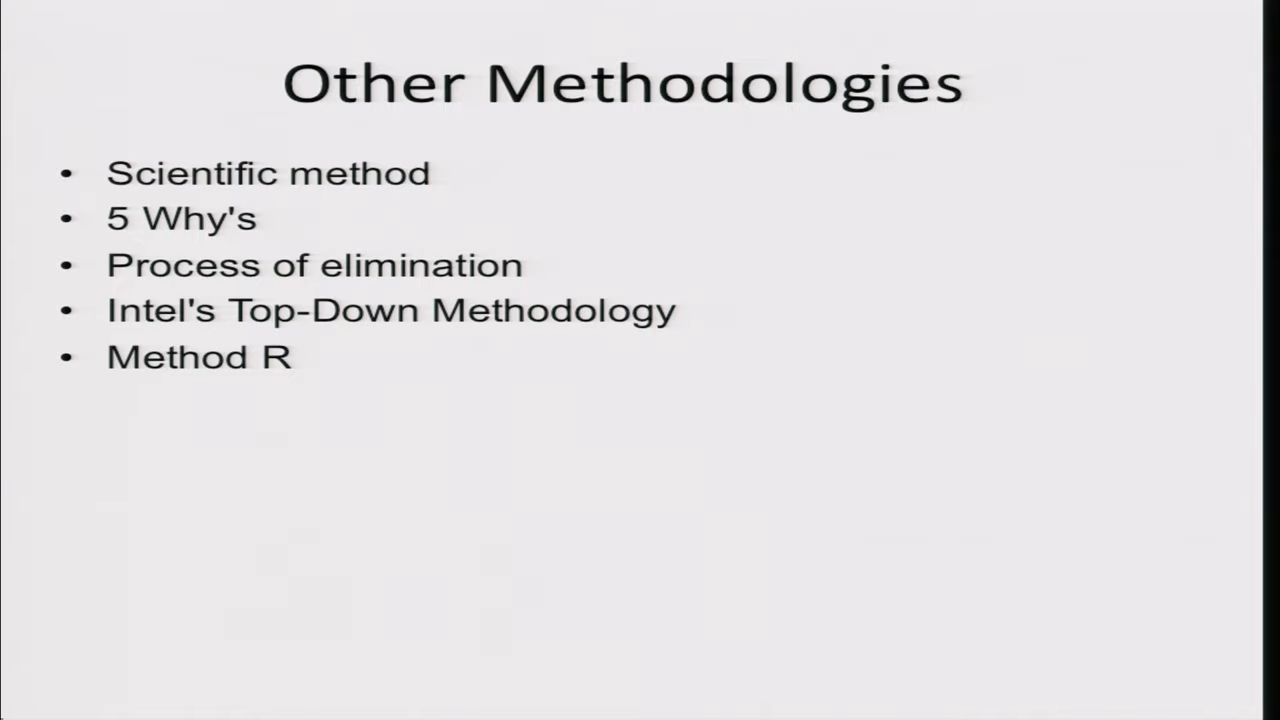 Other Methodologies
• Scientific method
• 5 Why's
• Process of elimination
• Intel's Top-Down Methodology
• Method R